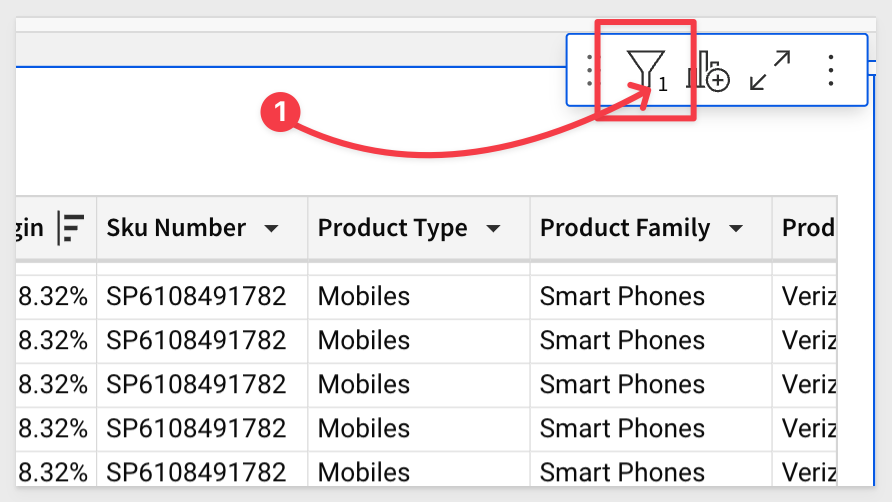 1
1
gin Sku Number Product Type Product Family Prod
8.32% SP6108491782 Mobiles Smart Phones Veriz
8.32% SP6108491782 Mobiles Smart Phones Veriz
8.32% SP6108491782 Mobiles Smart Phones Veriz
8.32% SP6108491782 Mobiles Smart Phones Veriz
8.32% SP6108491782 Mobiles Smart Phones Veriz